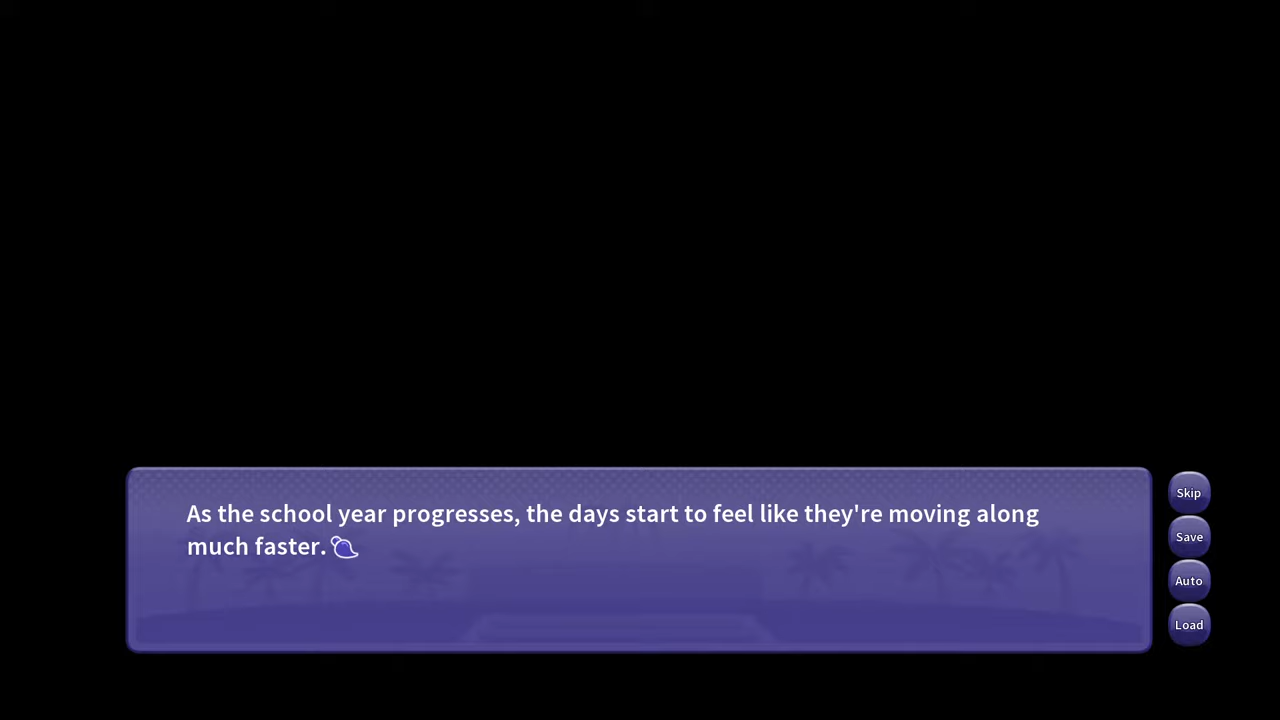 As the school year progresses, the days start to feel like they're moving along
much faster.
Skip
Save
Auto
Load